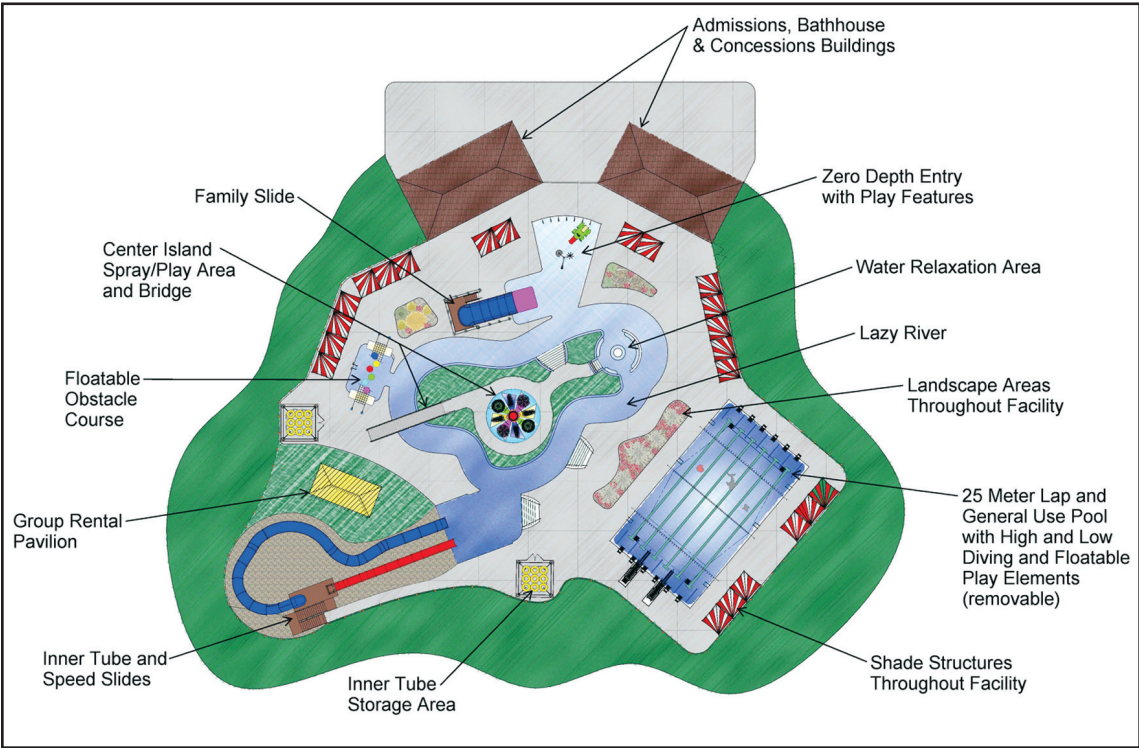 Admissions, Bathhouse
& Concessions Buildings
Family Slide
Zero Depth Entry
with Play Features
Center Island
Spray/Play Area
and Bridge
Water Relaxation Area
Lazy River
Floatable
Obstacle
Course
Landscape Areas
Throughout Facility
Group Rental
Pavilion
25 Meter Lap and
General Use Pool
with High and Low
Diving and Floatable
Play Elements
(removable)
Inner Tube and
Speed Slides
Inner Tube
Storage Area
Shade Structures
Throughout Facility